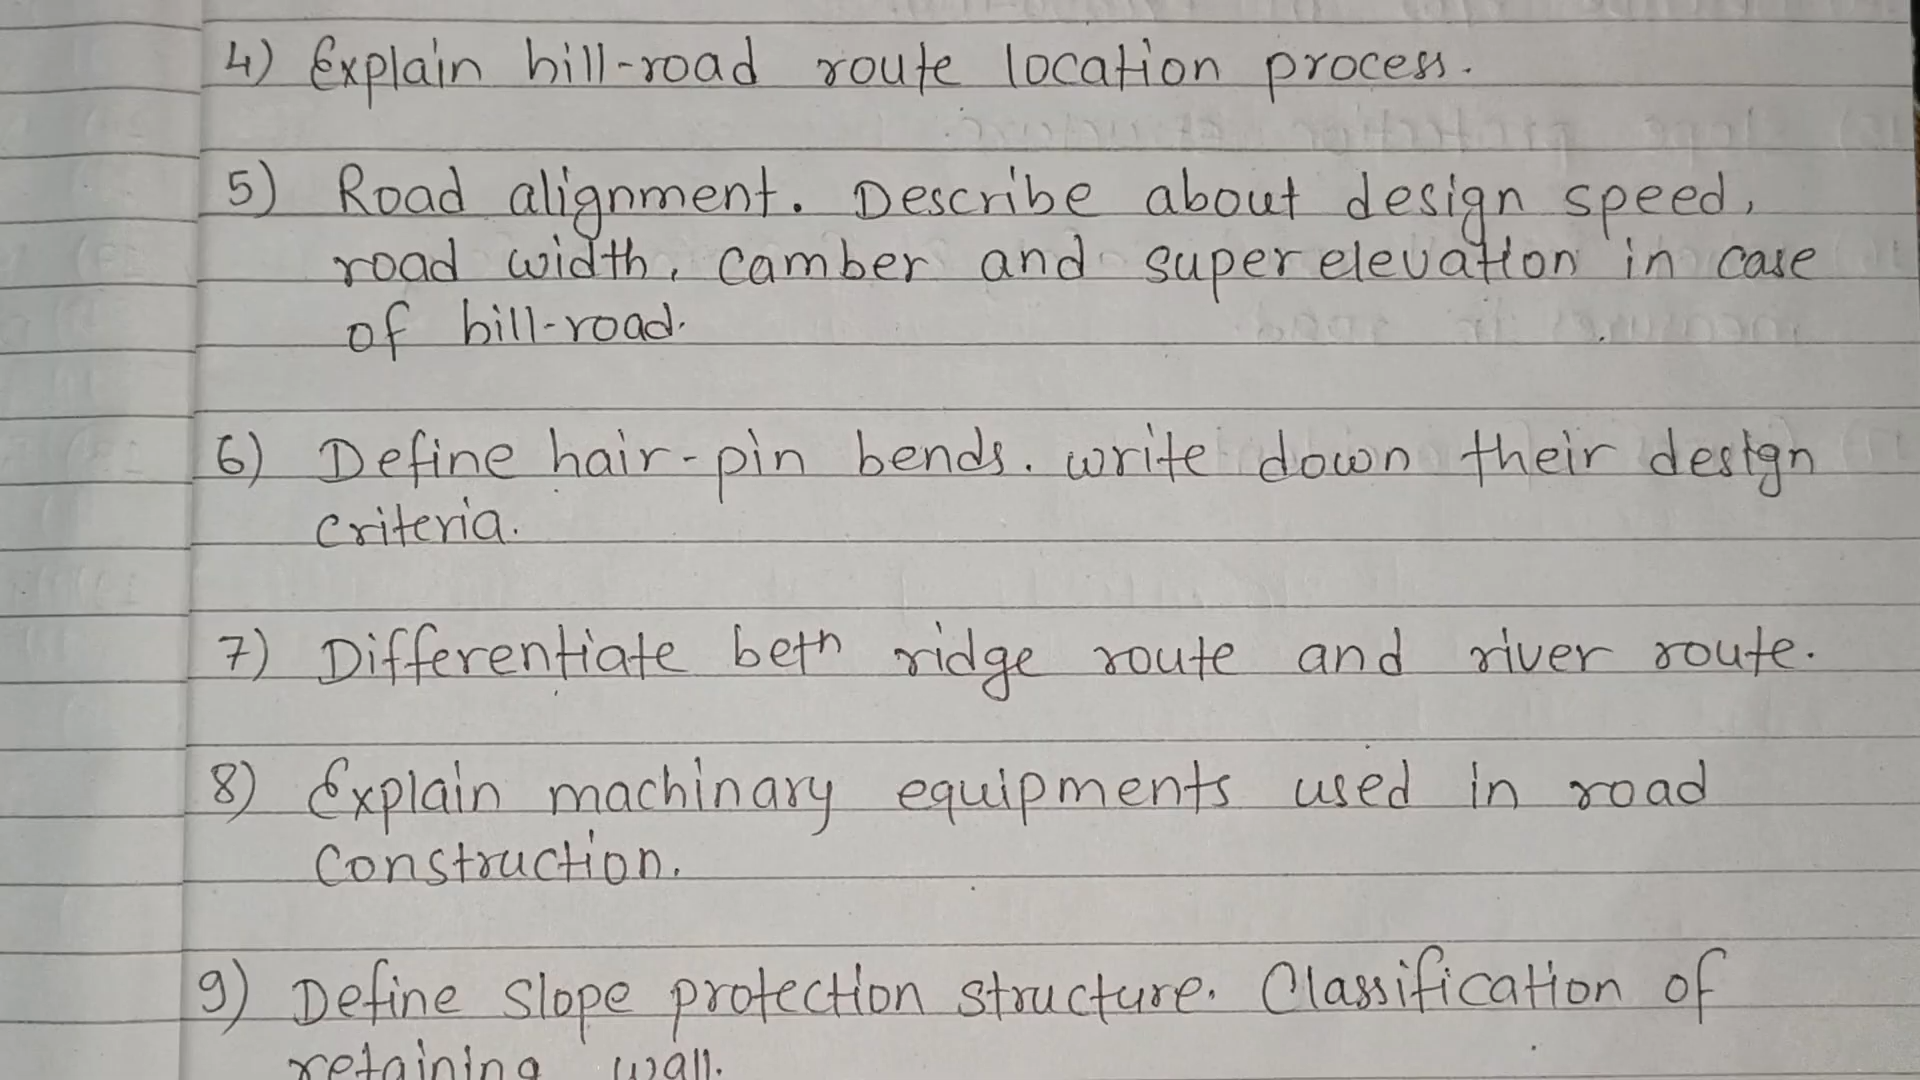 4) Explain hill-road route location process.
5) Road alignment. Describe about design speed,
road width, camber and superelevation in case
of hill-road.
6) Define hair-pin bends. write down their design
criteria.
7) Differentiate betn ridge route and river route.
8) Explain machinary equipments used in road
construction.
9) Define slope protection structure. Classification of
retaining wall.